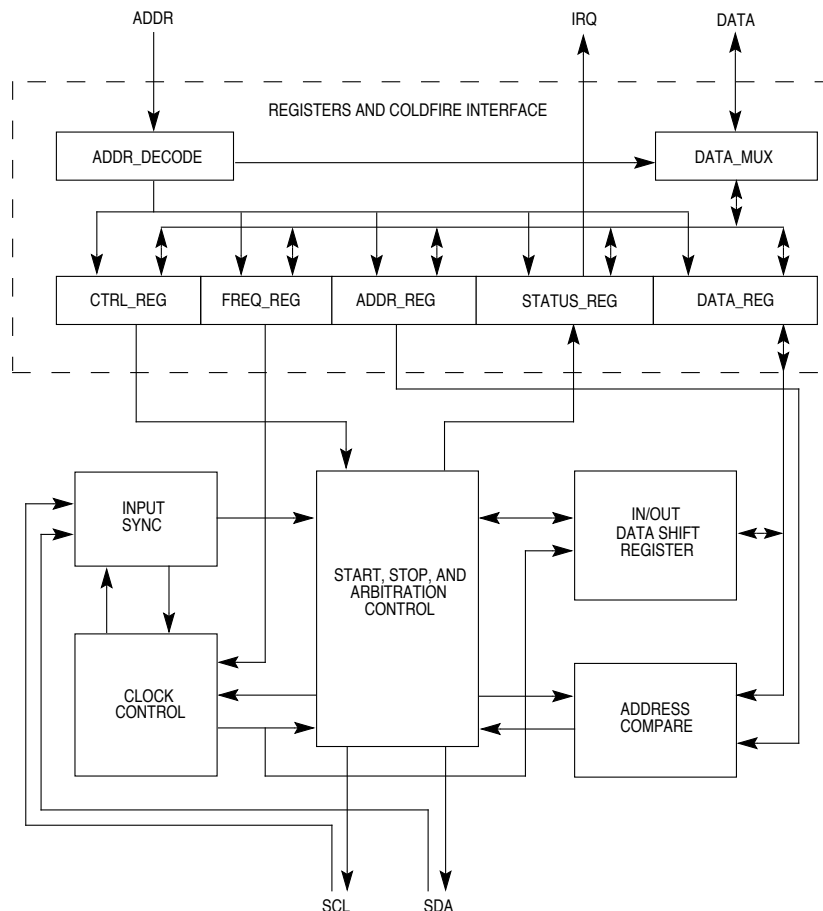 ADDR
IRQ
DATA
REGISTERS AND COLDFIRE INTERFACE
ADDR_DECODE
DATA_MUX
CTRL_REG
FREQ_REG
ADDR_REG
STATUS_REG
DATA_REG
INPUT
SYNC
START, STOP, AND
ARBITRATION
CONTROL
IN/OUT
DATA SHIFT
REGISTER
CLOCK
CONTROL
ADDRESS
COMPARE
SCL
SDA